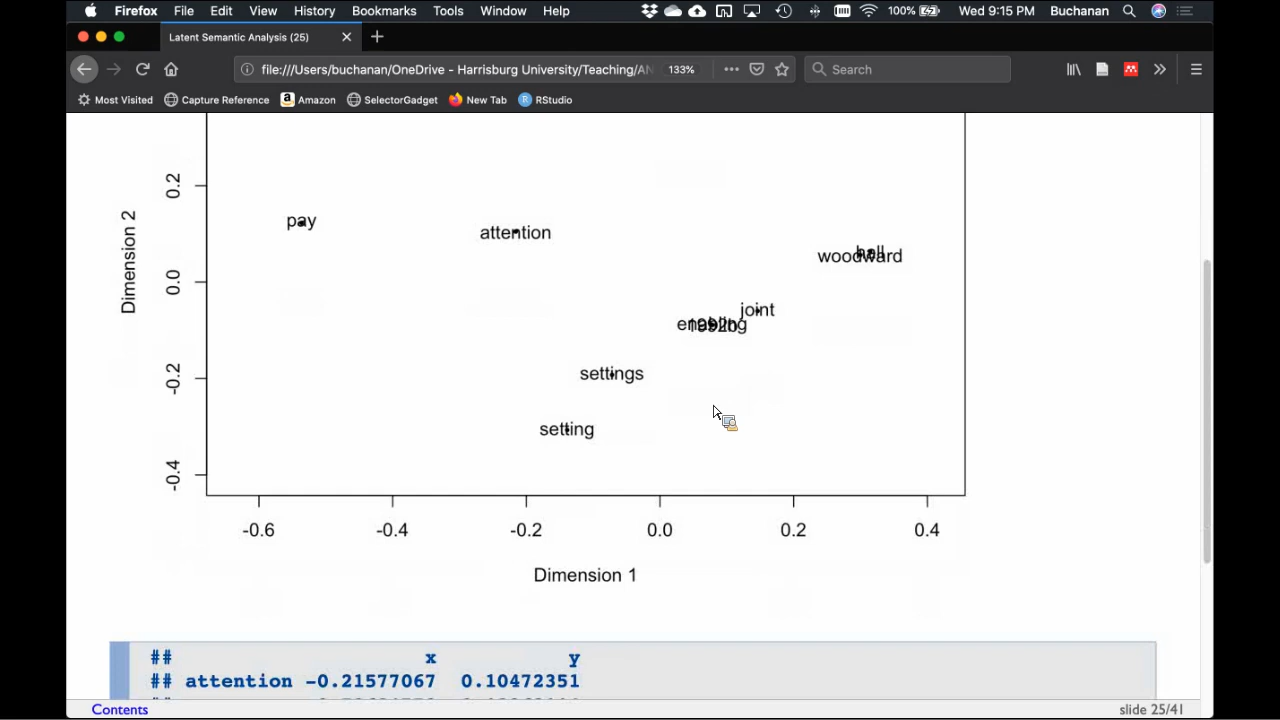 Firefox File Edit View History Bookmarks Tools Window Help 100% Wed 9:15 PM Buchanan
Latent Semantic Analysis (25)
file:///Users/buchanan/OneDrive - Harrisburg University/Teaching/AN 133% Search
Most Visited Capture Reference Amazon SelectorGadget New Tab RStudio
Dimension 2
0.2
0.0
-0.2
-0.4
pay
attention
hall
woodward
joint
enabling
settings
setting
-0.6 -0.4 -0.2 0.0 0.2 0.4
Dimension 1
## x y
## attention -0.21577067 0.10472351
Contents slide 25/41